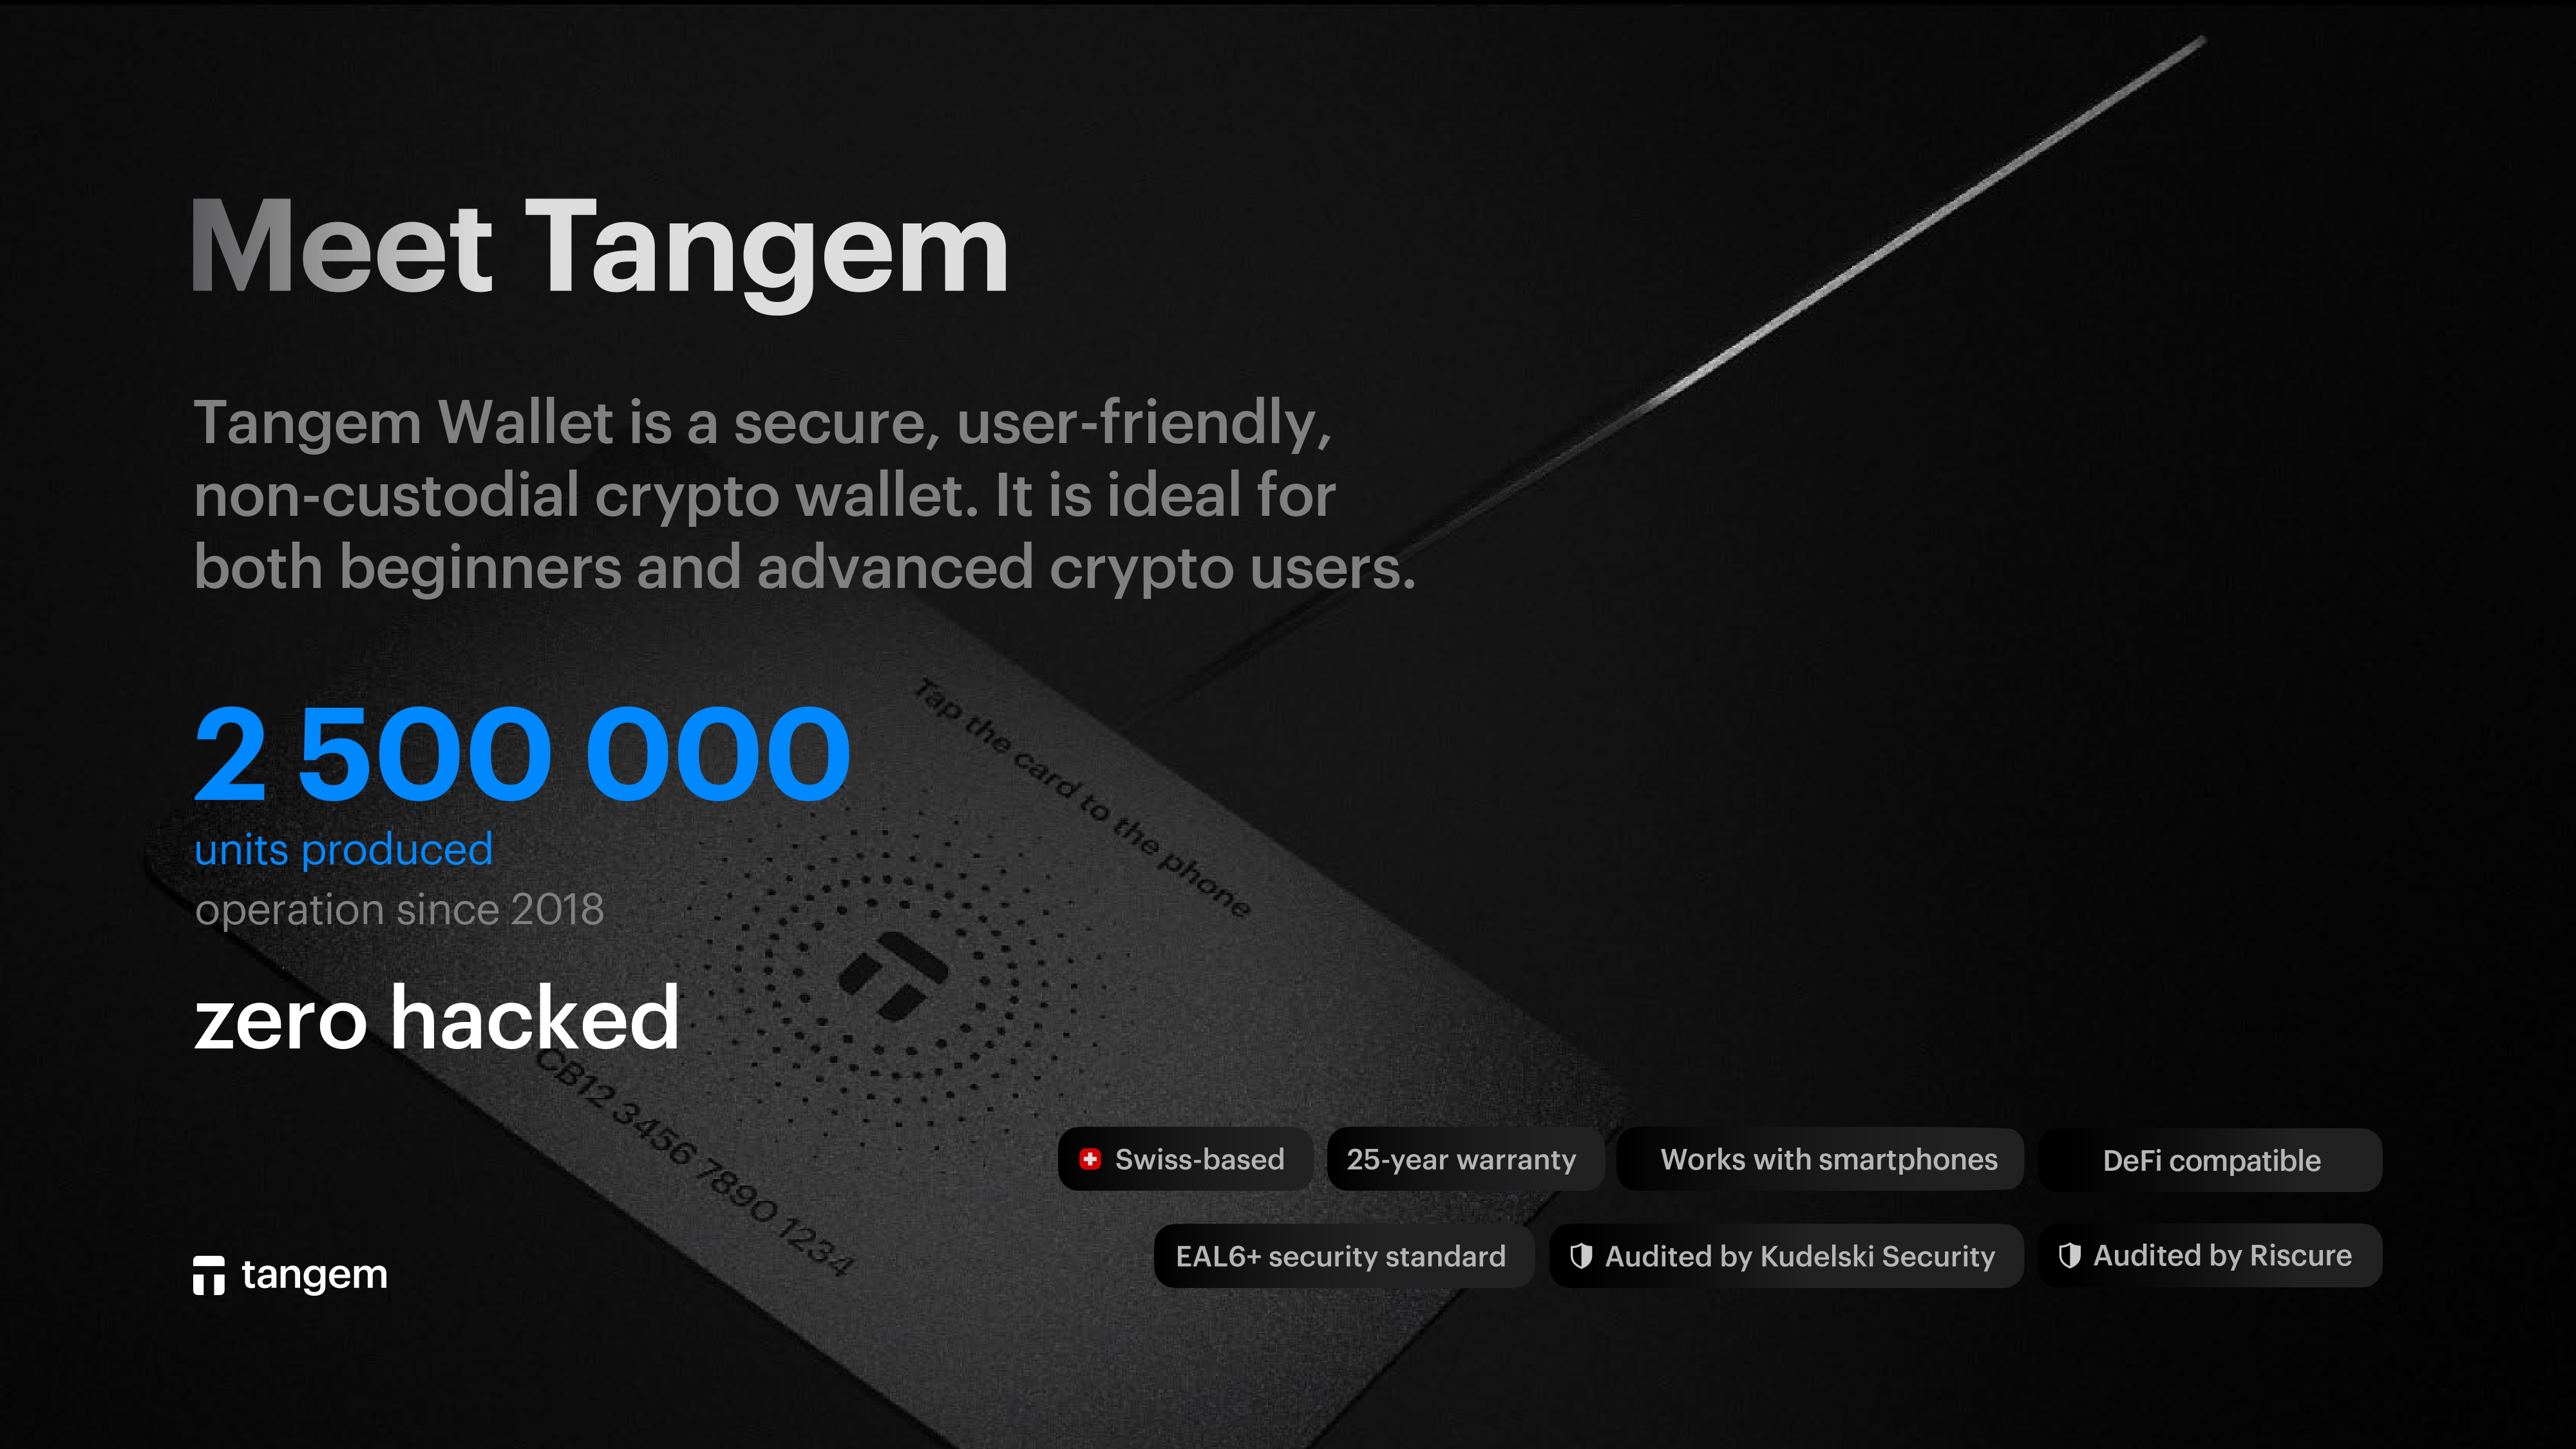 Meet Tangem
Tangem Wallet is a secure, user-friendly,
non-custodial crypto wallet. It is ideal for
both beginners and advanced crypto users.
2 500 000
units produced
operation since 2018
zero hacked
Tap the card to the phone
CB12 3456 7890 1234
Swiss-based
25-year warranty
Works with smartphones
DeFi compatible
EAL6+ security standard
Audited by Kudelski Security
Audited by Riscure
tangem